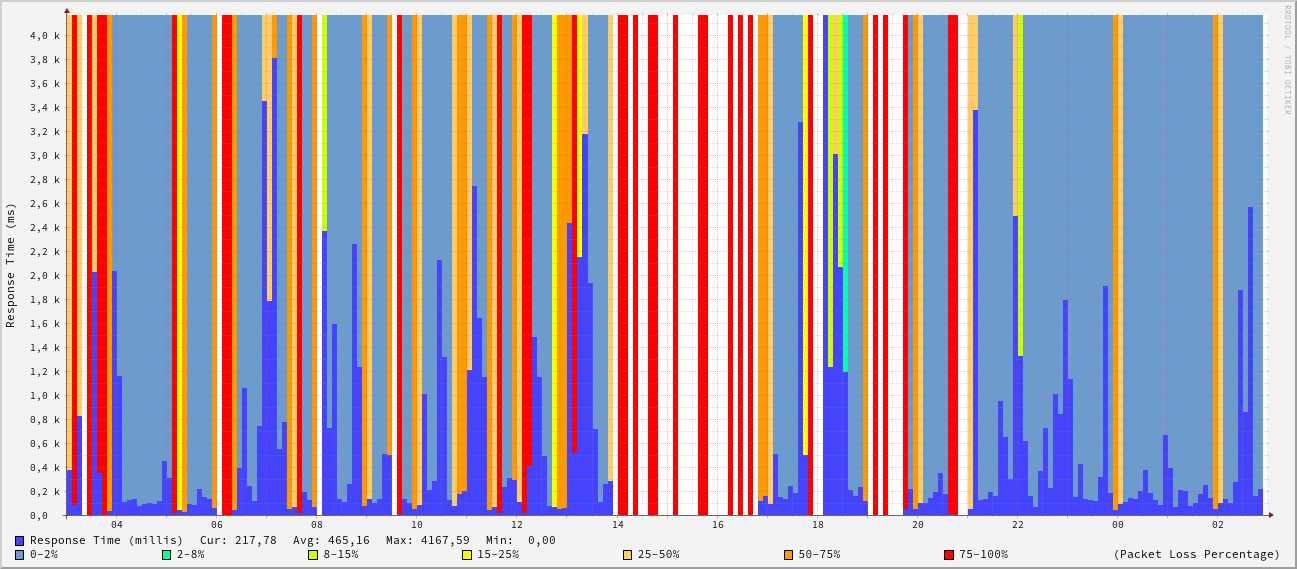 RRDTOOL / TOBI OETIKER
Response Time (ms)
4,0 k
3,8 k
3,6 k
3,4 k
3,2 k
3,0 k
2,8 k
2,6 k
2,4 k
2,2 k
2,0 k
1,8 k
1,6 k
1,4 k
1,2 k
1,0 k
0,8 k
0,6 k
0,4 k
0,2 k
0,0
04 06 08 10 12 14 16 18 20 22 00 02
Response Time (millis) Cur: 217,78 Avg: 465,16 Max: 4167,59 Min: 0,00
0-2% 2-8% 8-15% 15-25% 25-50% 50-75% 75-100% (Packet Loss Percentage)